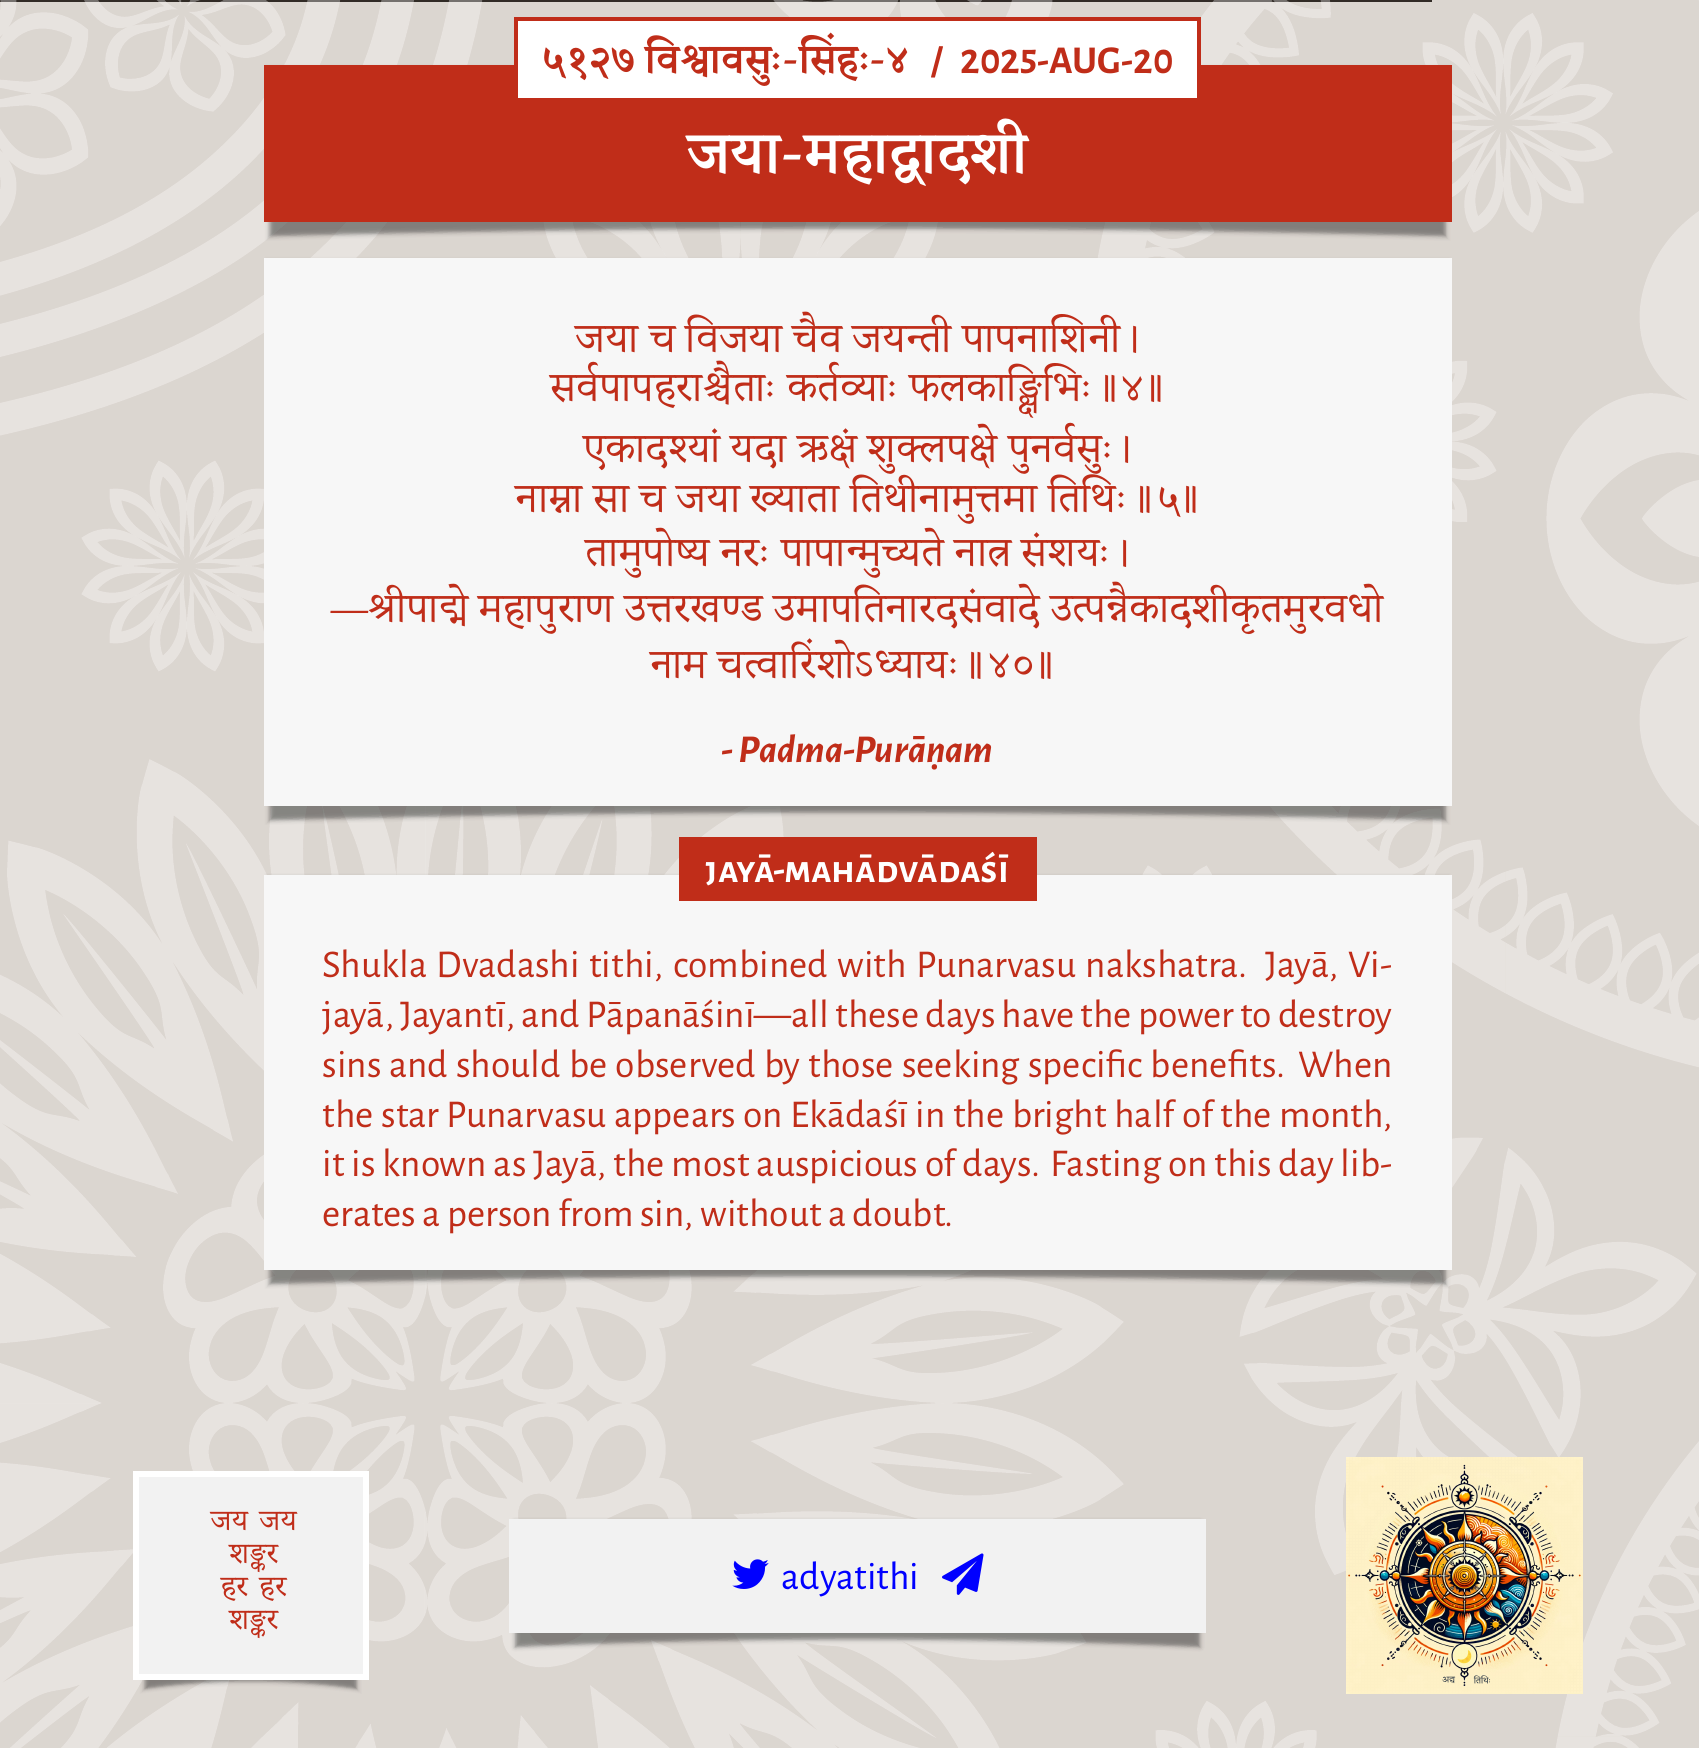 ५१२७ विश्वावसुः-सिंहः-४ / 2025-AUG-20
जया-महाद्वादशी
जया च विजया चैव जयन्ती पापनाशिनी।
सर्वपापहराश्चैताः कर्तव्याः फलकाङ्क्षिभिः॥४॥
एकादश्यां यदा ऋक्षं शुक्लपक्षे पुनर्वसुः।
नाम्ना सा च जया ख्याता तिथीनामुत्तमा तिथिः॥५॥
तामुपोष्य नरः पापान्मुच्यते नात्र संशयः।
—श्रीपाद्मे महापुराण उत्तरखण्ड उमापतिनारदसंवादे उत्पन्नैकादशीकृतमुरवधो
नाम चत्वारिंशोऽध्यायः॥४०॥
- Padma-Purāṇam
JAYĀ-MAHĀDVĀDAŚĪ
Shukla Dvadashi tithi, combined with Punarvasu nakshatra. Jayā, Vi-
jayā, Jayantī, and Pāpanāśinī—all these days have the power to destroy
sins and should be observed by those seeking specific benefits. When
the star Punarvasu appears on Ekādaśī in the bright half of the month,
it is known as Jayā, the most auspicious of days. Fasting on this day lib-
erates a person from sin, without a doubt.
जय जय
शङ्कर
हर हर
शङ्कर
adyatithi
अद्य तिथिः